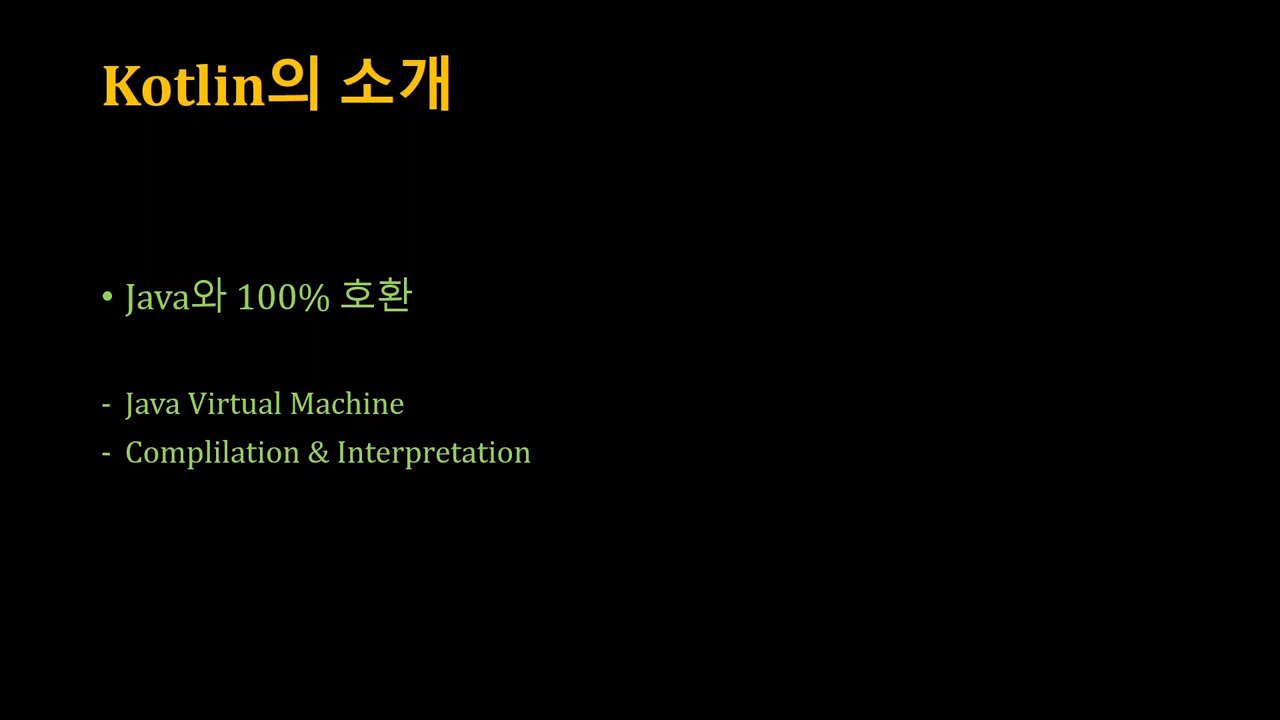 Kotlin의 소개
• Java와 100% 호환
- Java Virtual Machine
- Complilation & Interpretation